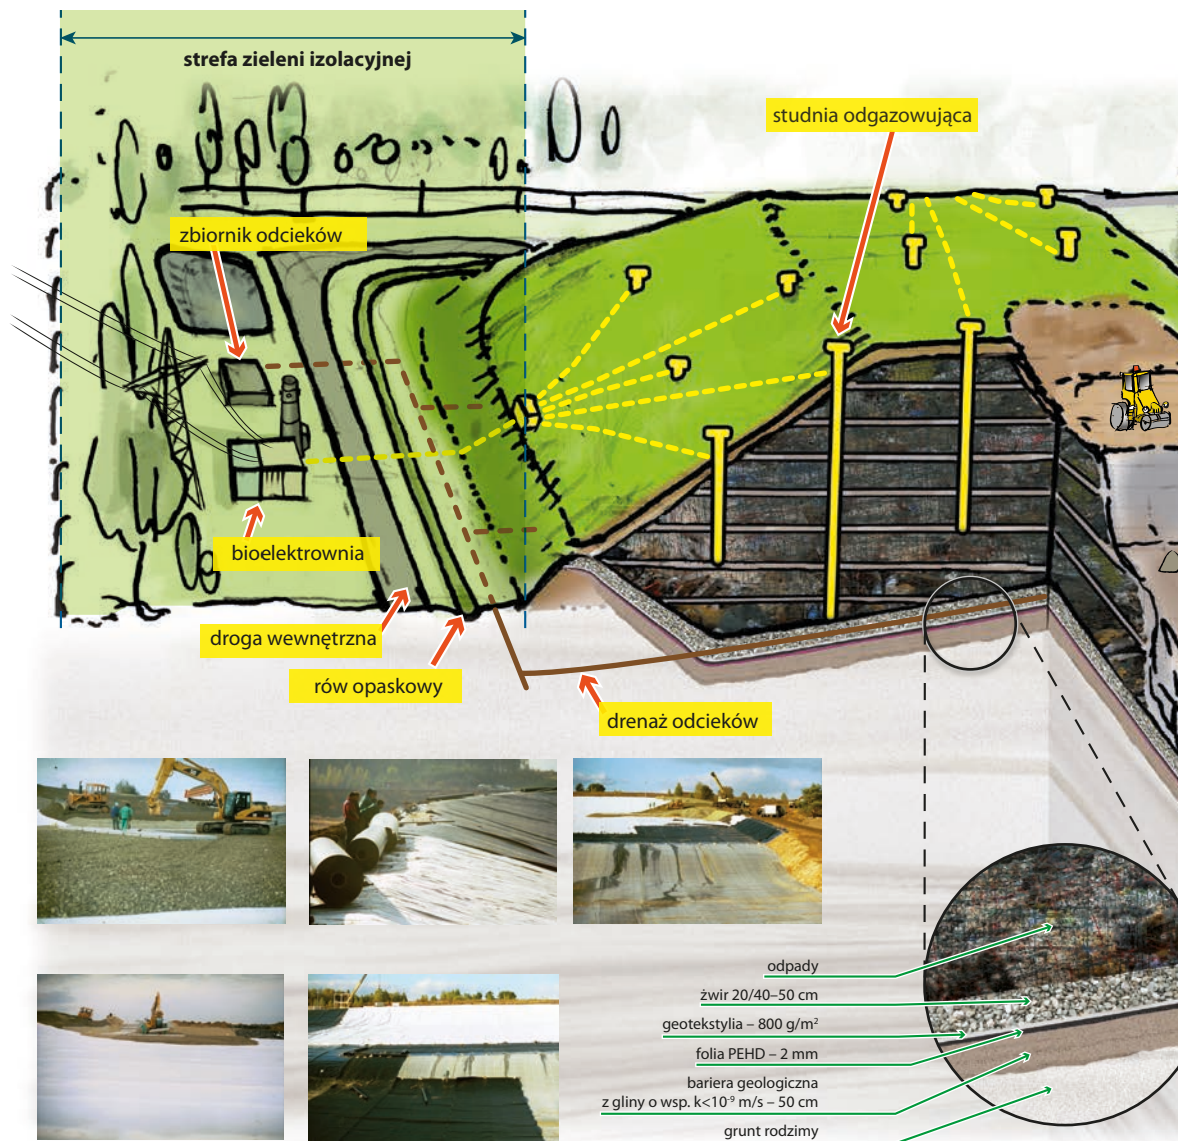 strefa zieleni izolacyjnej
studnia odgazowująca
zbiornik odcieków
bioelektrownia
droga wewnętrzna
rów opaskowy
drenaż odcieków
odpady
żwir 20/40–50 cm
geotekstylia – 800 g/m²
folia PEHD – 2 mm
bariera geologiczna
z gliny o wsp. k<10⁻⁹ m/s – 50 cm
grunt rodzimy